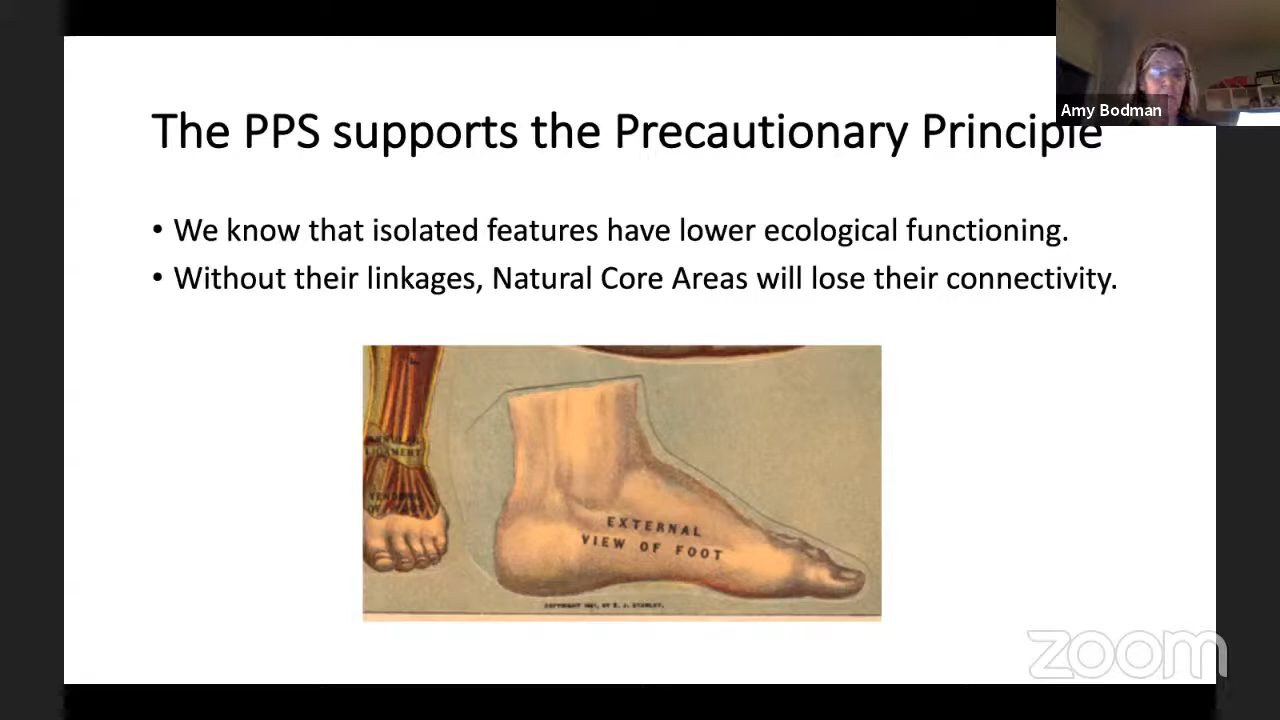 Amy Bodman
The PPS supports the Precautionary Principle
• We know that isolated features have lower ecological functioning.
• Without their linkages, Natural Core Areas will lose their connectivity.
LIGAMENT
EXTERNAL
VIEW OF FOOT
zoom